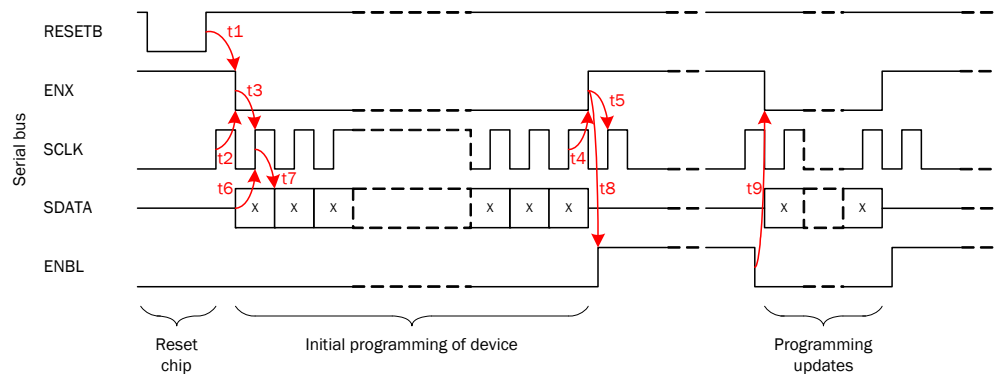 RESETB
t1
ENX
t3
t5
Serial bus
SCLK
t2
t4
t7
t6
t8
t9
SDATA
X X X X X X X X
ENBL
Reset
chip
Initial programming of device
Programming
updates